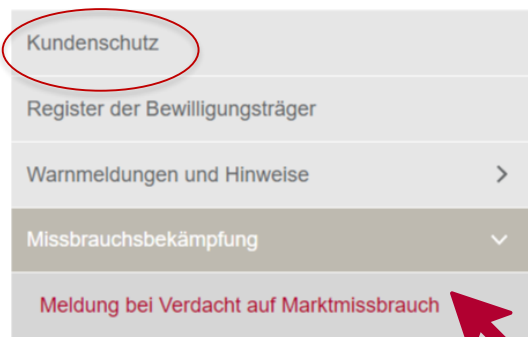 Kundenschutz
Register der Bewilligungsträger
Warnmeldungen und Hinweise
Missbrauchsbekämpfung
Meldung bei Verdacht auf Marktmissbrauch